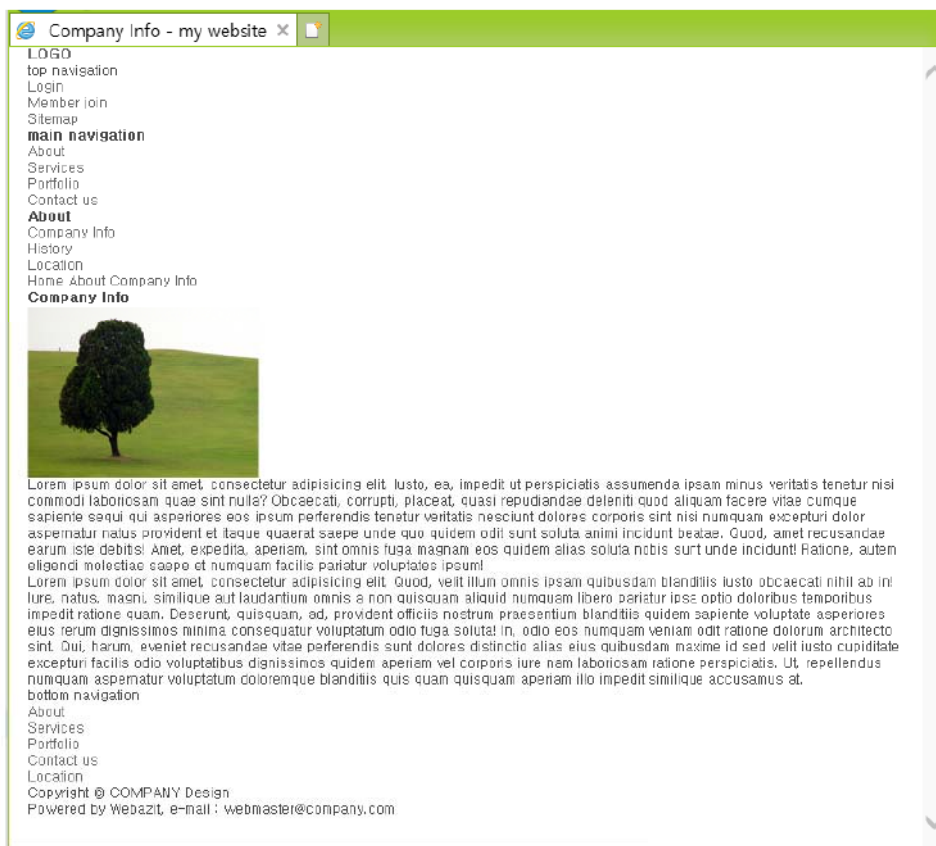 Company Info - my website
LOGO
top navigation
Login
Member join
Sitemap
main navigation
About
Services
Portfolio
Contact us
About
Company Info
History
Location
Home About Company Info
Company Info
Lorem ipsum dolor sit amet, consectetur adipisicing elit. Iusto, ea, impedit ut perspiciatis assumenda ipsam minus veritatis tenetur nisi
commodi laboriosam quae sint nulla? Obcaecati, corrupti, placeat, quasi repudiandae deleniti quod aliquam facere vitae cumque
sapiente sequi qui asperiores eos ipsum perferendis tenetur veritatis nesciunt dolores corporis sint nisi numquam excepturi dolor
aspernatur natus provident et itaque quaerat saepe unde quo quidem odit sunt soluta animi incidunt beatae. Quod, amet recusandae
earum iste debitis! Amet, expedita, aperiam, sint omnis fuga magnam eos quidem alias soluta nobis sunt unde incidunt! Ratione, autem
eligendi molestiae saepe et numquam facilis pariatur voluptates ipsum!
Lorem ipsum dolor sit amet, consectetur adipisicing elit. Quod, velit illum omnis ipsam quibusdam blanditiis iusto obcaecati nihil ab in!
Iure, natus, magni, similique aut laudantium omnis a non quisquam aliquid numquam libero pariatur ipsa optio doloribus temporibus
impedit ratione quam. Deserunt, quisquam, ad, provident officiis nostrum praesentium blanditiis quidem sapiente voluptate asperiores
eius rerum dignissimos minima consequatur voluptatum odio fuga soluta! In, odio eos numquam veniam odit ratione dolorum architecto
sint. Qui, harum, eveniet recusandae vitae perferendis sunt dolores distinctio alias eius quibusdam maxime id sed velit iusto cupiditate
excepturi facilis odio voluptatibus dignissimos quidem aperiam vel corporis iure nam laboriosam ratione perspiciatis. Ut, repellendus
numquam aspernatur voluptatum doloremque blanditiis quis quam quisquam aperiam illo impedit similique accusamus at.
bottom navigation
About
Services
Portfolio
Contact us
Location
Copyright @ COMPANY Design
Powered by Webazit, e-mail : webmaster@company.com